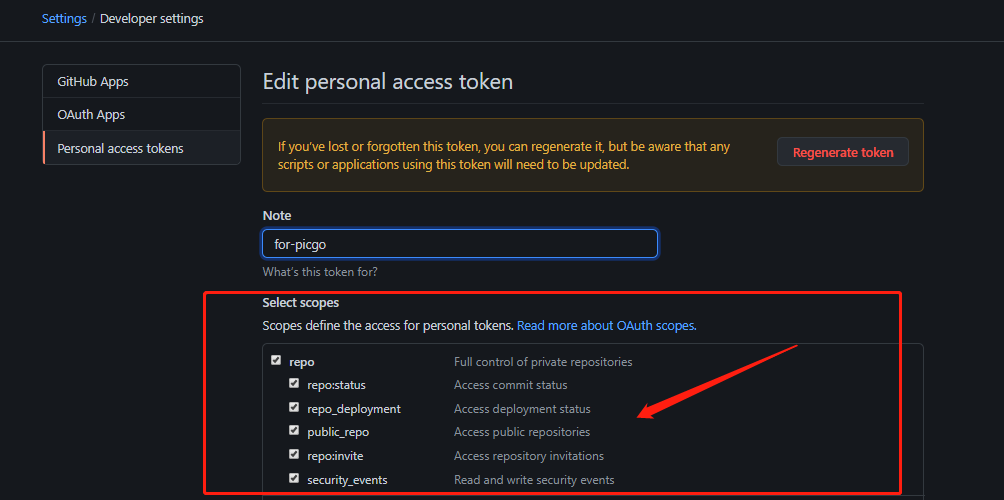 Settings / Developer settings
GitHub Apps
OAuth Apps
Personal access tokens
Edit personal access token
If you've lost or forgotten this token, you can regenerate it, but be aware that any
scripts or applications using this token will need to be updated.
Regenerate token
Note
for-picgo
What's this token for?
Select scopes
Scopes define the access for personal tokens. Read more about OAuth scopes.
repo Full control of private repositories
repo:status Access commit status
repo_deployment Access deployment status
public_repo Access public repositories
repo:invite Access repository invitations
security_events Read and write security events